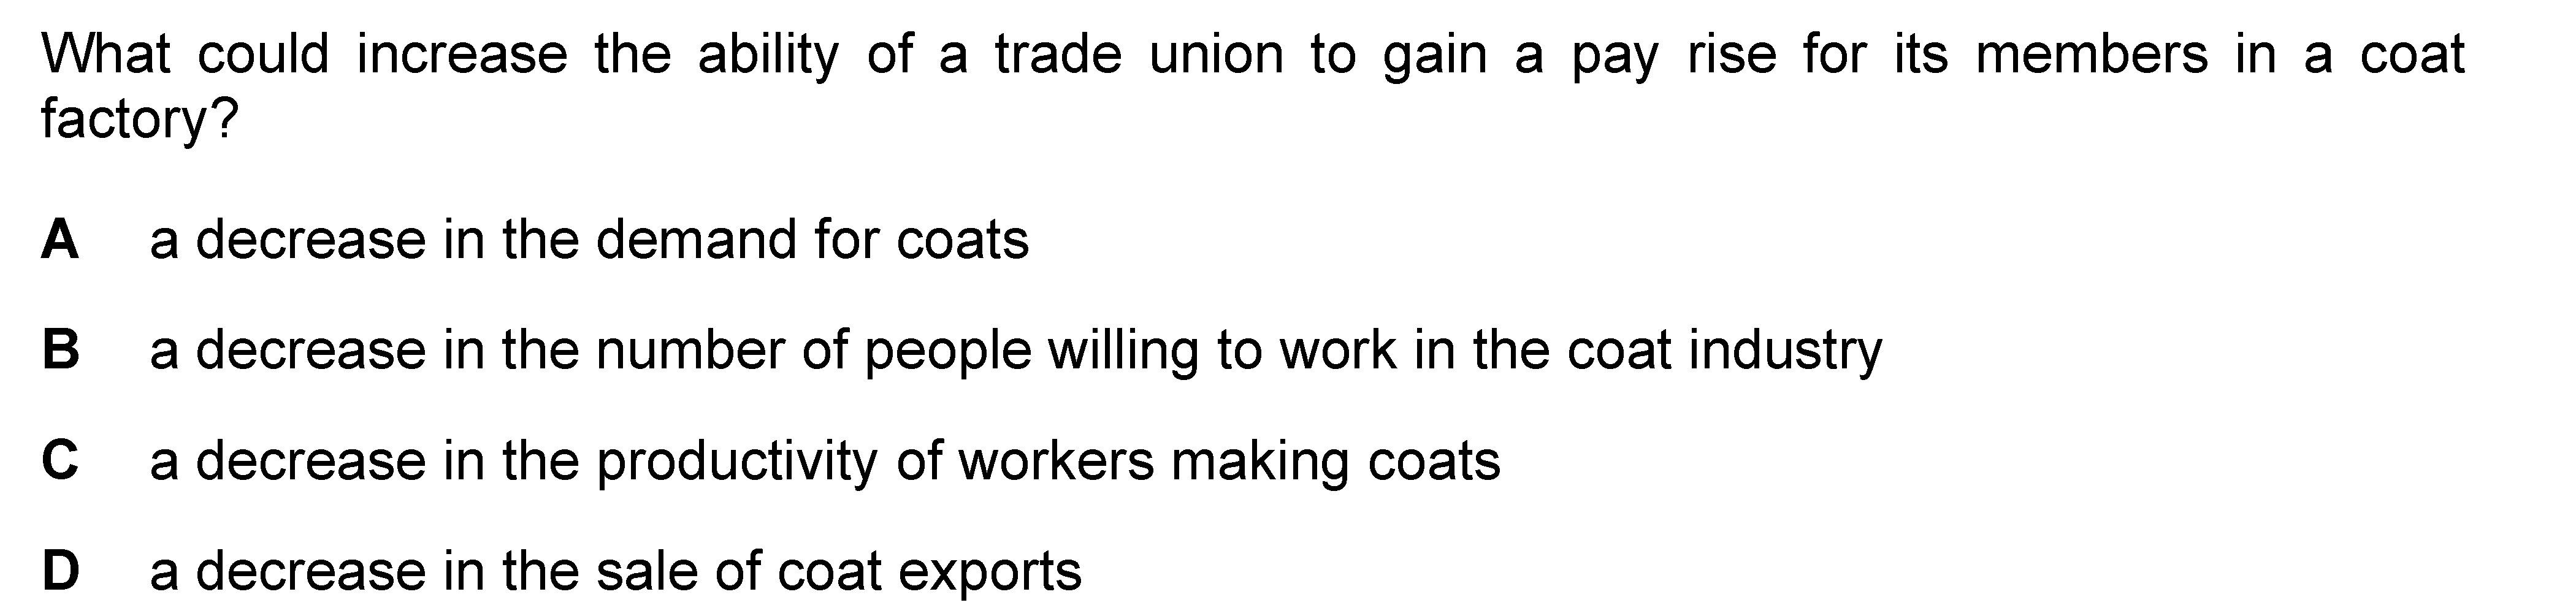 What could increase the ability of a trade union to gain a pay rise for its members in a coat
factory?
A a decrease in the demand for coats
B a decrease in the number of people willing to work in the coat industry
C a decrease in the productivity of workers making coats
D a decrease in the sale of coat exports